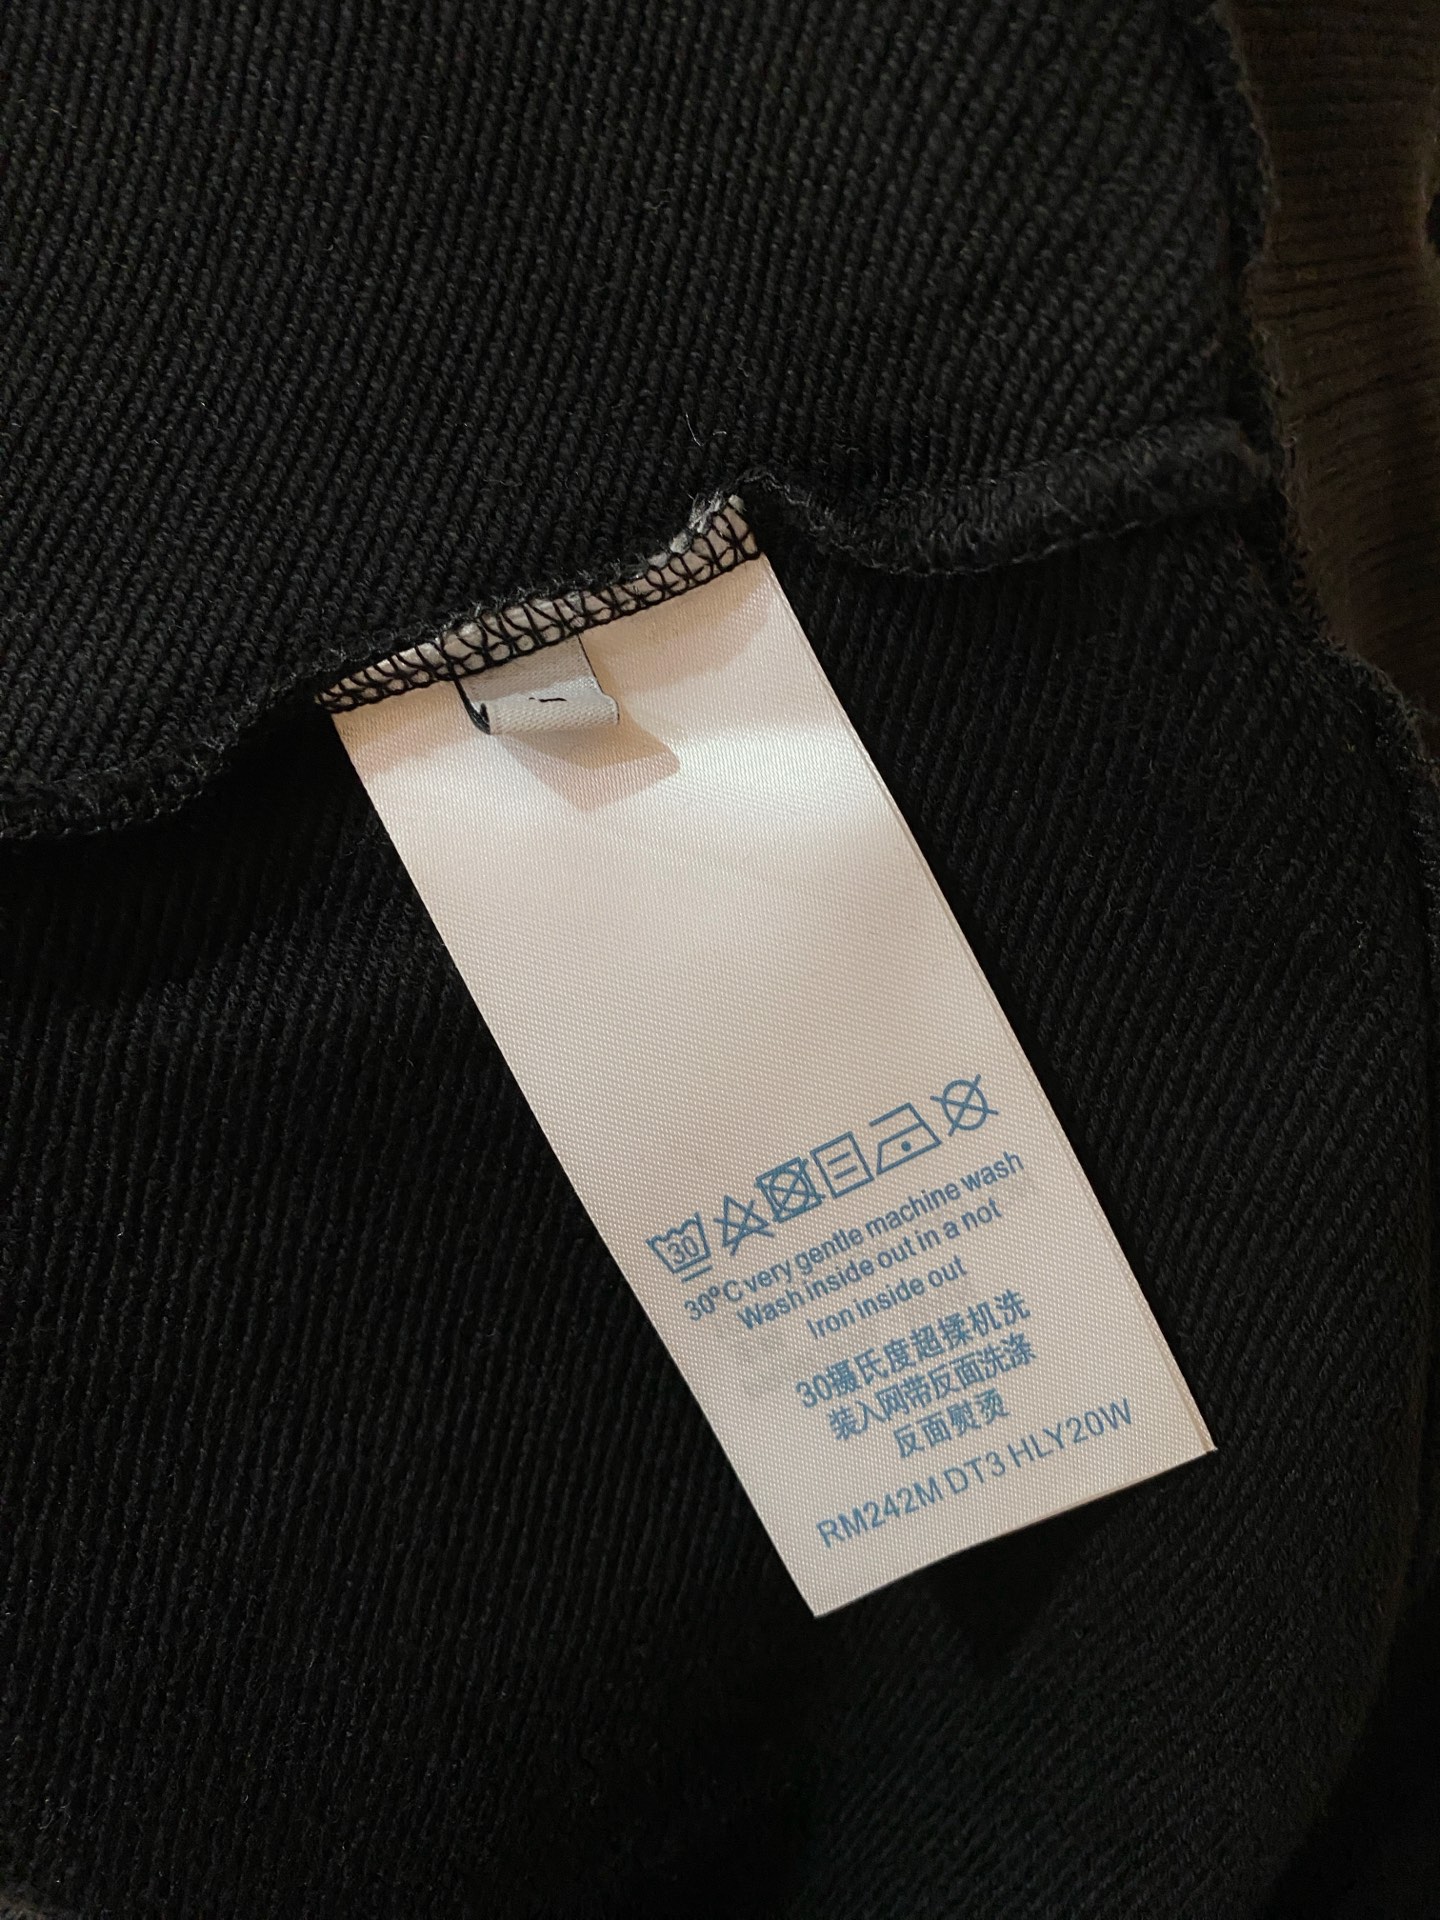 30
30°C very gentle machine wash
Wash inside out in a not
Iron inside out
30摄氏度超揉机洗
装入网带反面洗涤
反面熨烫
RM242M DT3 HLY20W